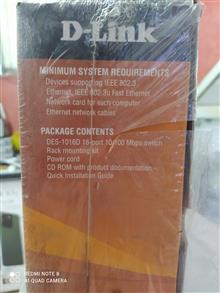 D-Link
MINIMUM SYSTEM REQUIREMENTS
Devices supporting IEEE 802.3
Ethernet, IEEE 802.3u Fast Ethernet
Network card for each computer
Ethernet network cables
PACKAGE CONTENTS
DES-1016D 16-port 10/100 Mbps switch
Rack mounting kit
Power cord
CD ROM with product documentation
Quick Installation Guide
REDMI NOTE 8
AI QUAD CAMERA